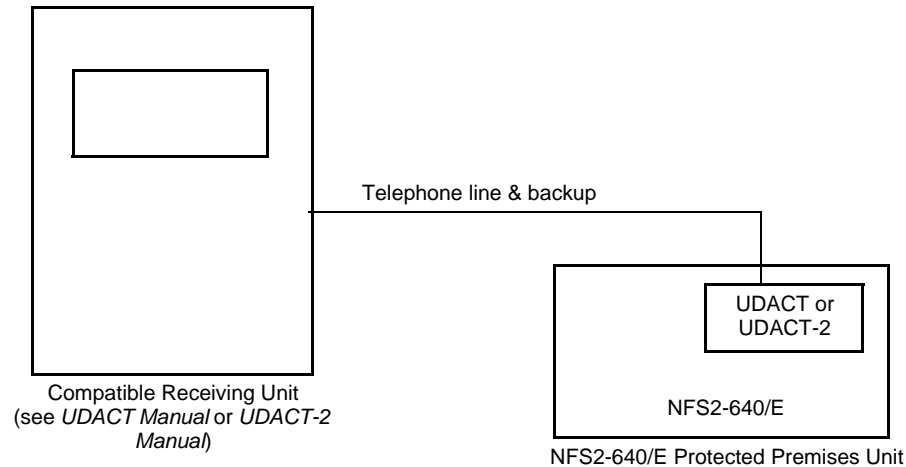 Telephone line & backup
UDACT or
UDACT-2
NFS2-640/E
Compatible Receiving Unit
(see UDACT Manual or UDACT-2
Manual)
NFS2-640/E Protected Premises Unit